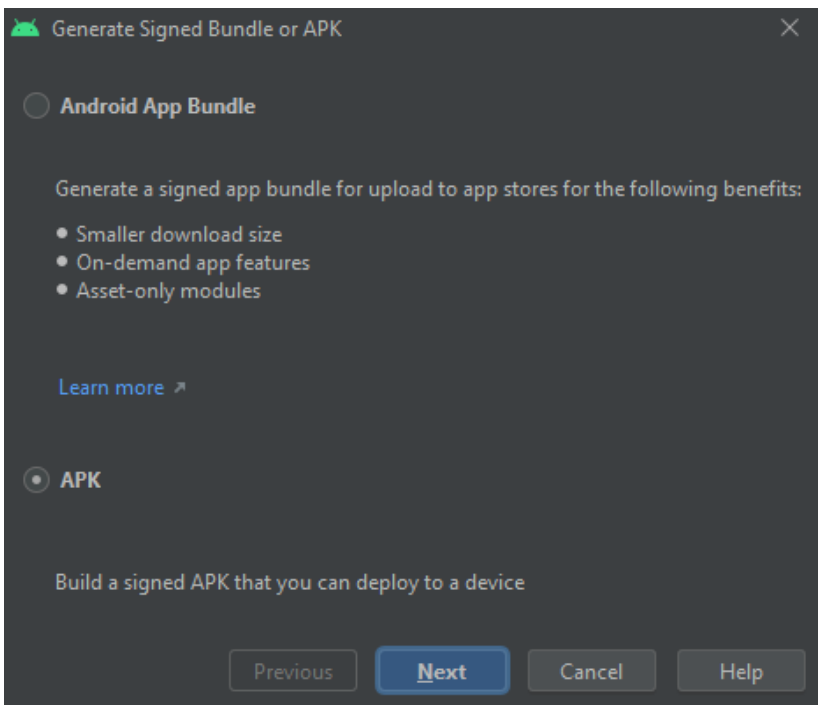 Generate Signed Bundle or APK
Android App Bundle
Generate a signed app bundle for upload to app stores for the following benefits:
• Smaller download size
• On-demand app features
• Asset-only modules
Learn more ↗
APK
Build a signed APK that you can deploy to a device
Previous Next Cancel Help